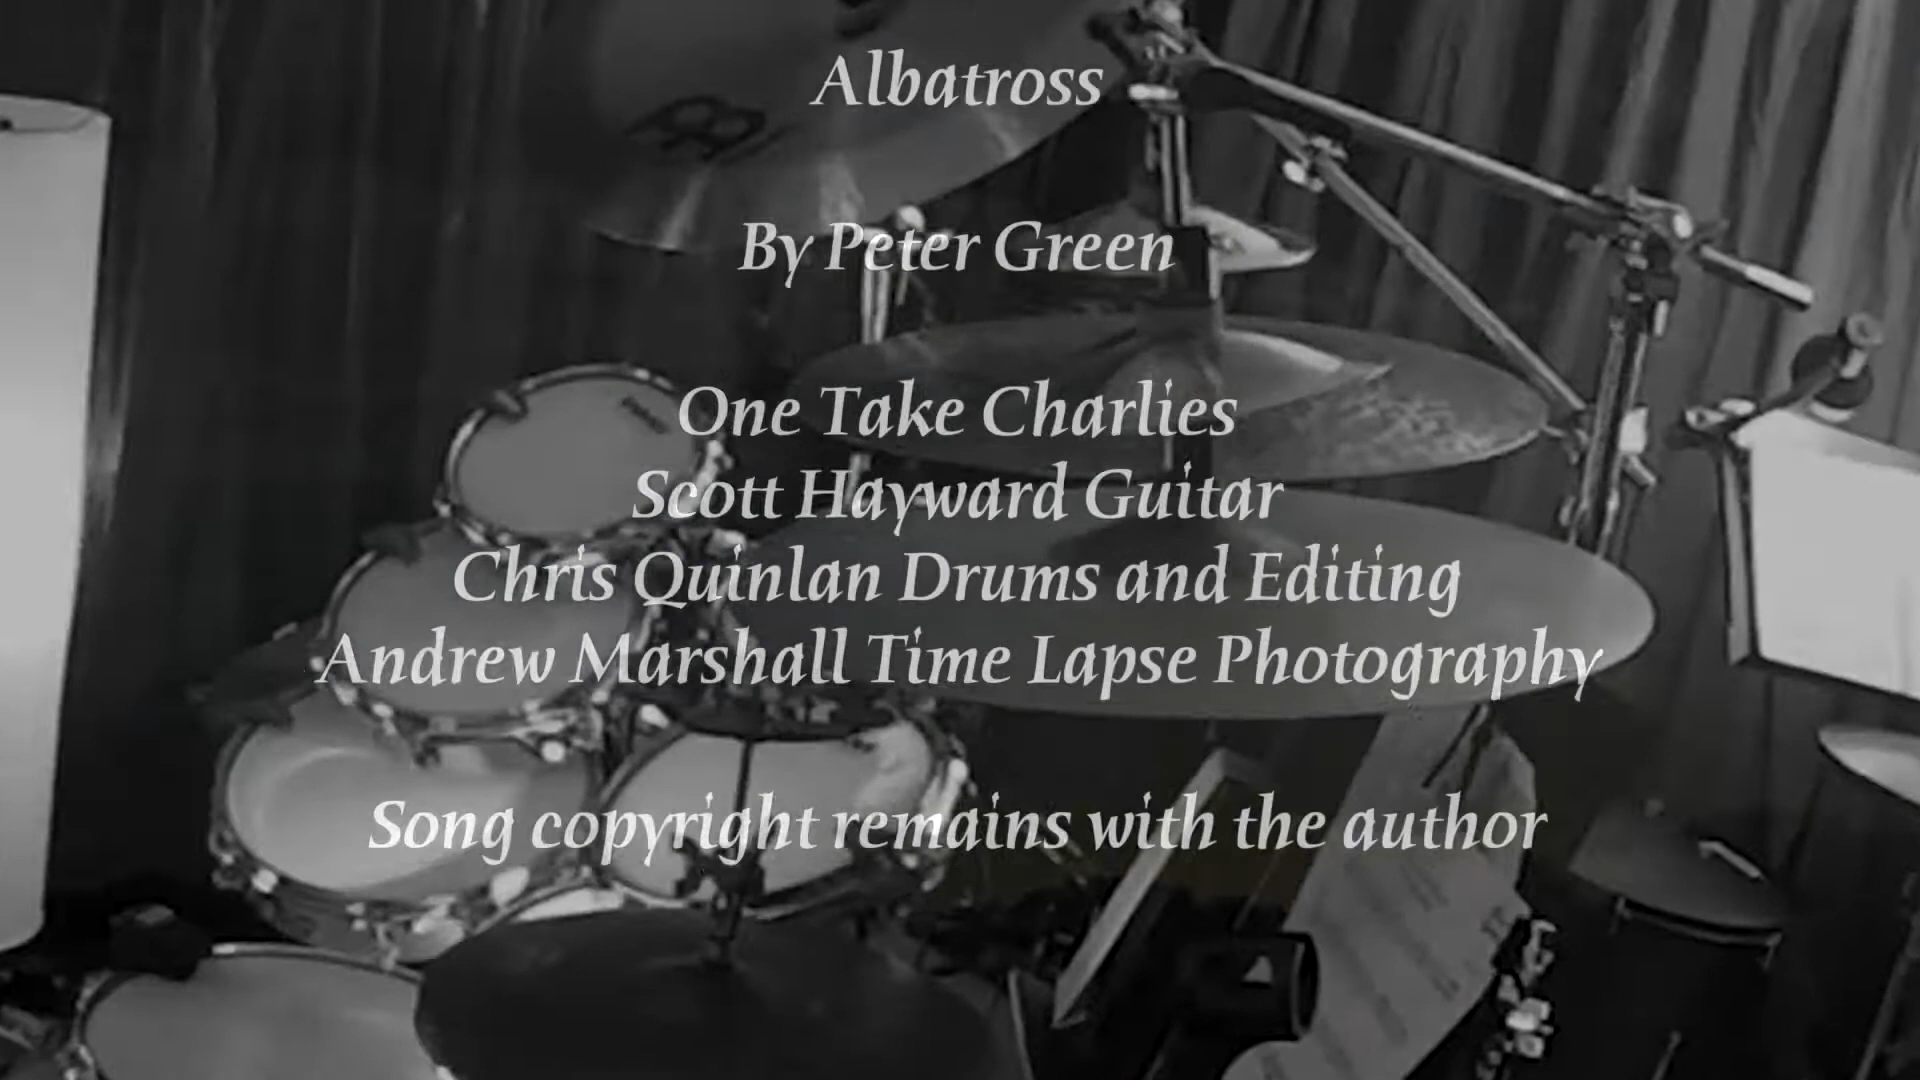 Albatross
By Peter Green
One Take Charlies
Scott Hayward Guitar
Chris Quinlan Drums and Editing
Andrew Marshall Time Lapse Photography
Song copyright remains with the author